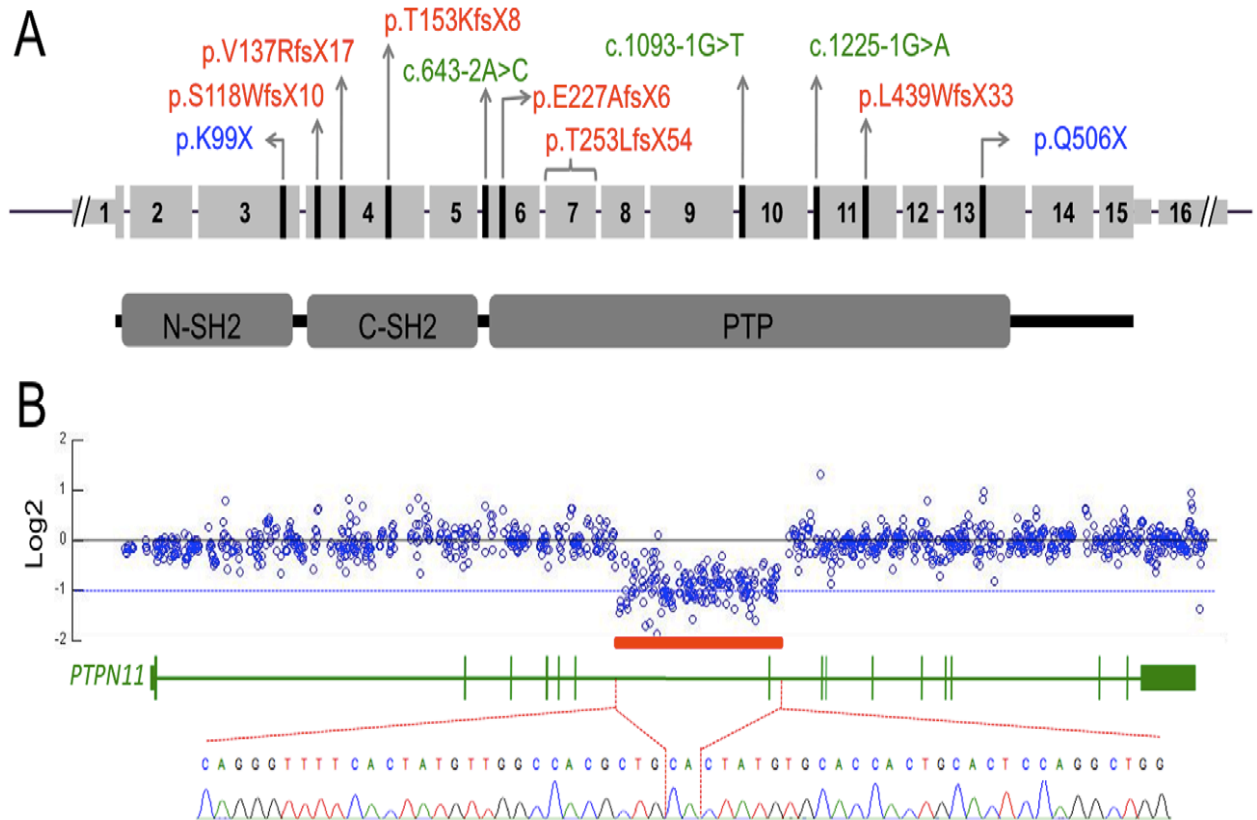 A
p.T153KfsX8
p.V137RfsX17
c.643-2A>C
c.1093-1G>T
c.1225-1G>A
p.S118WfsX10
p.E227AfsX6
p.L439WfsX33
p.K99X
p.T253LfsX54
p.Q506X
// 1 2 3 4 5 6 7 8 9 10 11 12 13 14 15 16 //
N-SH2 C-SH2 PTP
B
Log2
2
1
0
-1
-2
PTPN11
C A G G G T T T T C A C T A T G T T G G C C A C G C T G C A C T A T G T G C A C C A C T G C A C T C C A G G C T G G